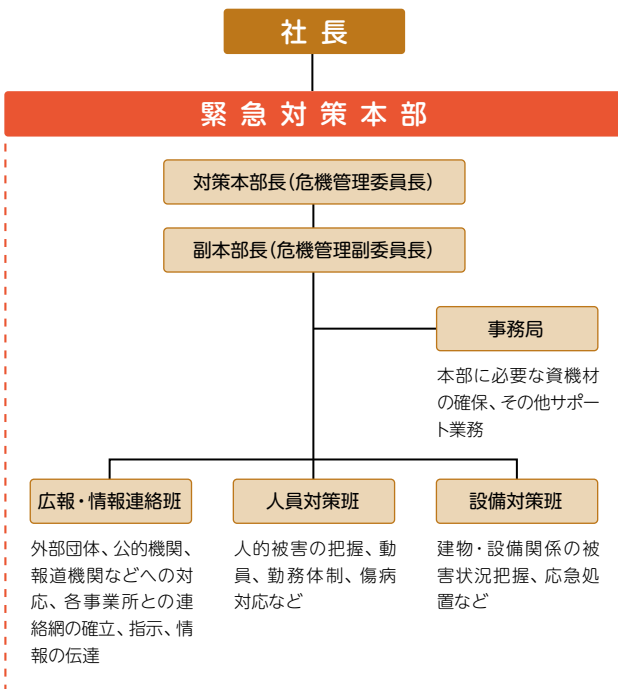 社長
緊急対策本部
対策本部長(危機管理委員長)
副本部長(危機管理副委員長)
事務局
本部に必要な資機材
の確保、その他サポー
ト業務
広報・情報連絡班
外部団体、公的機関、
報道機関などへの対
応、各事業所との連
絡網の確立、指示、情
報の伝達
人員対策班
人的被害の把握、動
員、勤務体制、傷病
対応など
設備対策班
建物・設備関係の被
害状況把握、応急処
置など